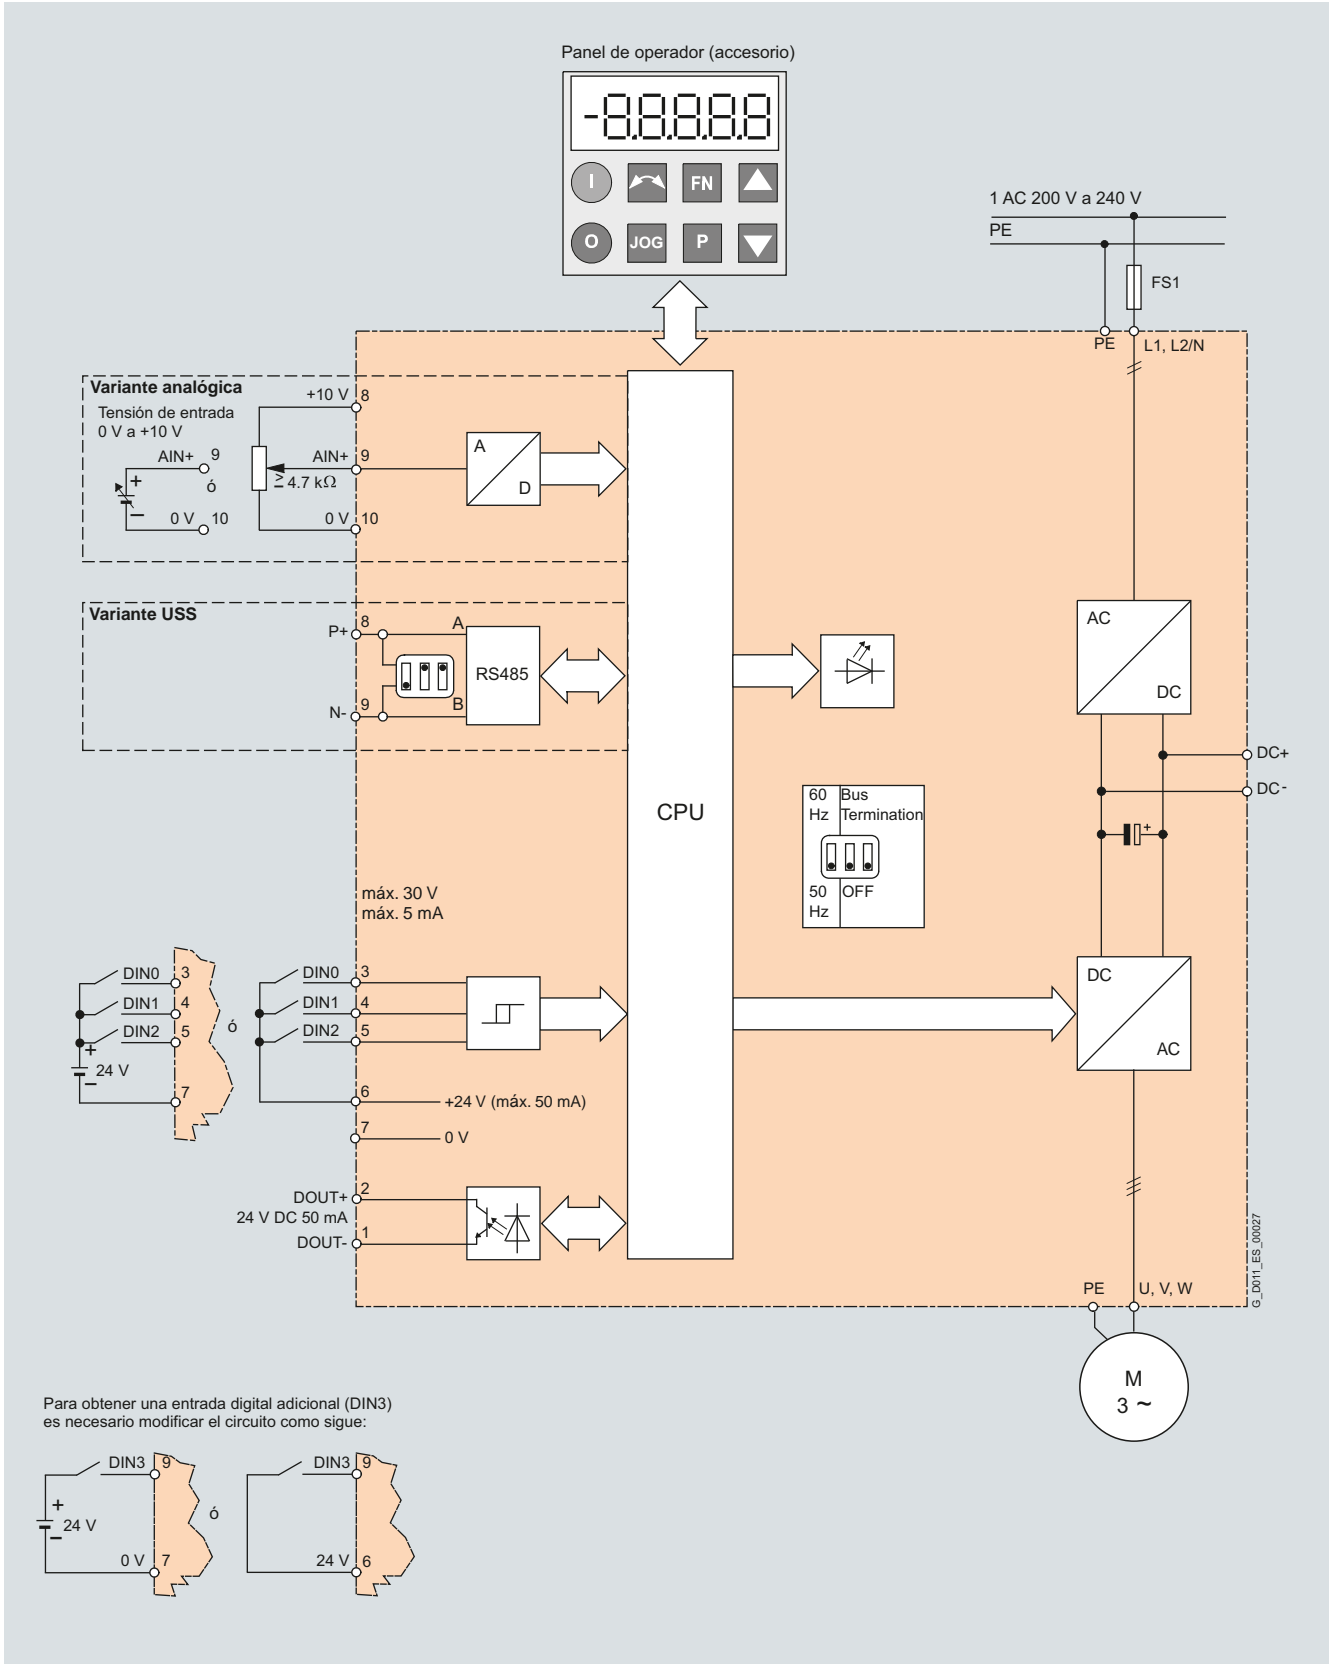 Panel de operador (accesorio)
-8.8.8.8.8
I
FN
O
JOG
P
1 AC 200 V a 240 V
PE
FS1
PE
L1, L2/N
Variante analógica
Tensión de entrada
0 V a +10 V
AIN+ 9
ó
0 V 10
+10 V 8
AIN+ 9
≥ 4.7 kΩ
0 V 10
A
D
Variante USS
P+ 8
A
N- 9
B
RS485
CPU
AC
DC
DC+
DC-
+
60 Hz
Bus Termination
50 Hz
OFF
máx. 30 V
máx. 5 mA
DIN0 3
DIN1 4
DIN2 5
+
24 V
–
7
ó
DIN0 3
DIN1 4
DIN2 5
6
+24 V (máx. 50 mA)
7
0 V
DC
AC
DOUT+ 2
24 V DC 50 mA
DOUT- 1
PE
U, V, W
M
3 ~
G_D011_ES_00027
Para obtener una entrada digital adicional (DIN3)
es necesario modificar el circuito como sigue:
DIN3 9
+
24 V
–
0 V 7
ó
DIN3 9
24 V 6